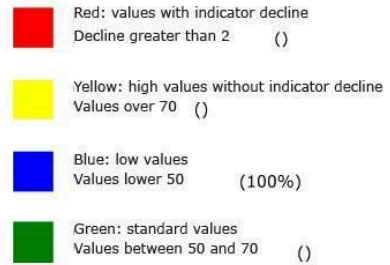 Red: values with indicator decline
Decline greater than 2 ()
Yellow: high values without indicator decline
Values over 70 ()
Blue: low values
Values lower 50 (100%)
Green: standard values
Values between 50 and 70 ()